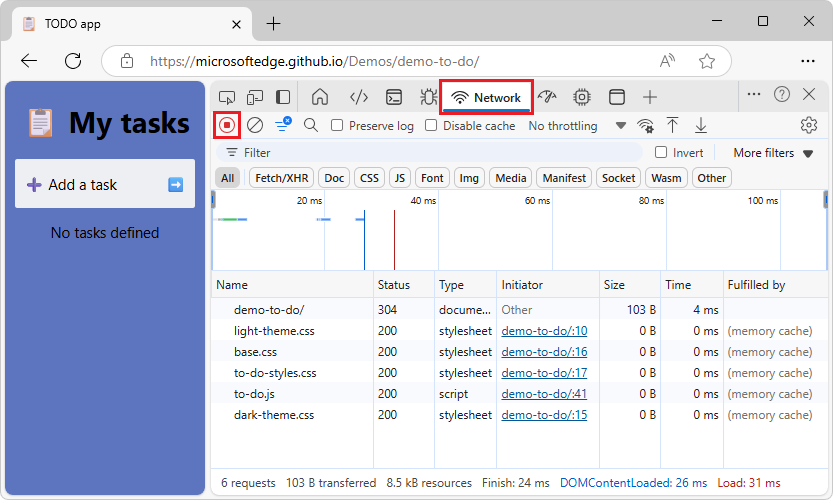 TODO app
https://microsoftedge.github.io/Demos/demo-to-do/
My tasks
Add a task
No tasks defined
Network
Preserve log Disable cache No throttling
Filter Invert More filters
All Fetch/XHR Doc CSS JS Font Img Media Manifest Socket Wasm Other
20 ms 40 ms 60 ms 80 ms 100 ms
Name Status Type Initiator Size Time Fulfilled by
demo-to-do/ 304 docume... Other 103 B 4 ms
light-theme.css 200 stylesheet demo-to-do/:10 0 B 0 ms (memory cache)
base.css 200 stylesheet demo-to-do/:16 0 B 0 ms (memory cache)
to-do-styles.css 200 stylesheet demo-to-do/:17 0 B 0 ms (memory cache)
to-do.js 200 script demo-to-do/:41 0 B 0 ms (memory cache)
dark-theme.css 200 stylesheet demo-to-do/:15 0 B 0 ms (memory cache)
6 requests 103 B transferred 8.5 kB resources Finish: 24 ms DOMContentLoaded: 26 ms Load: 31 ms